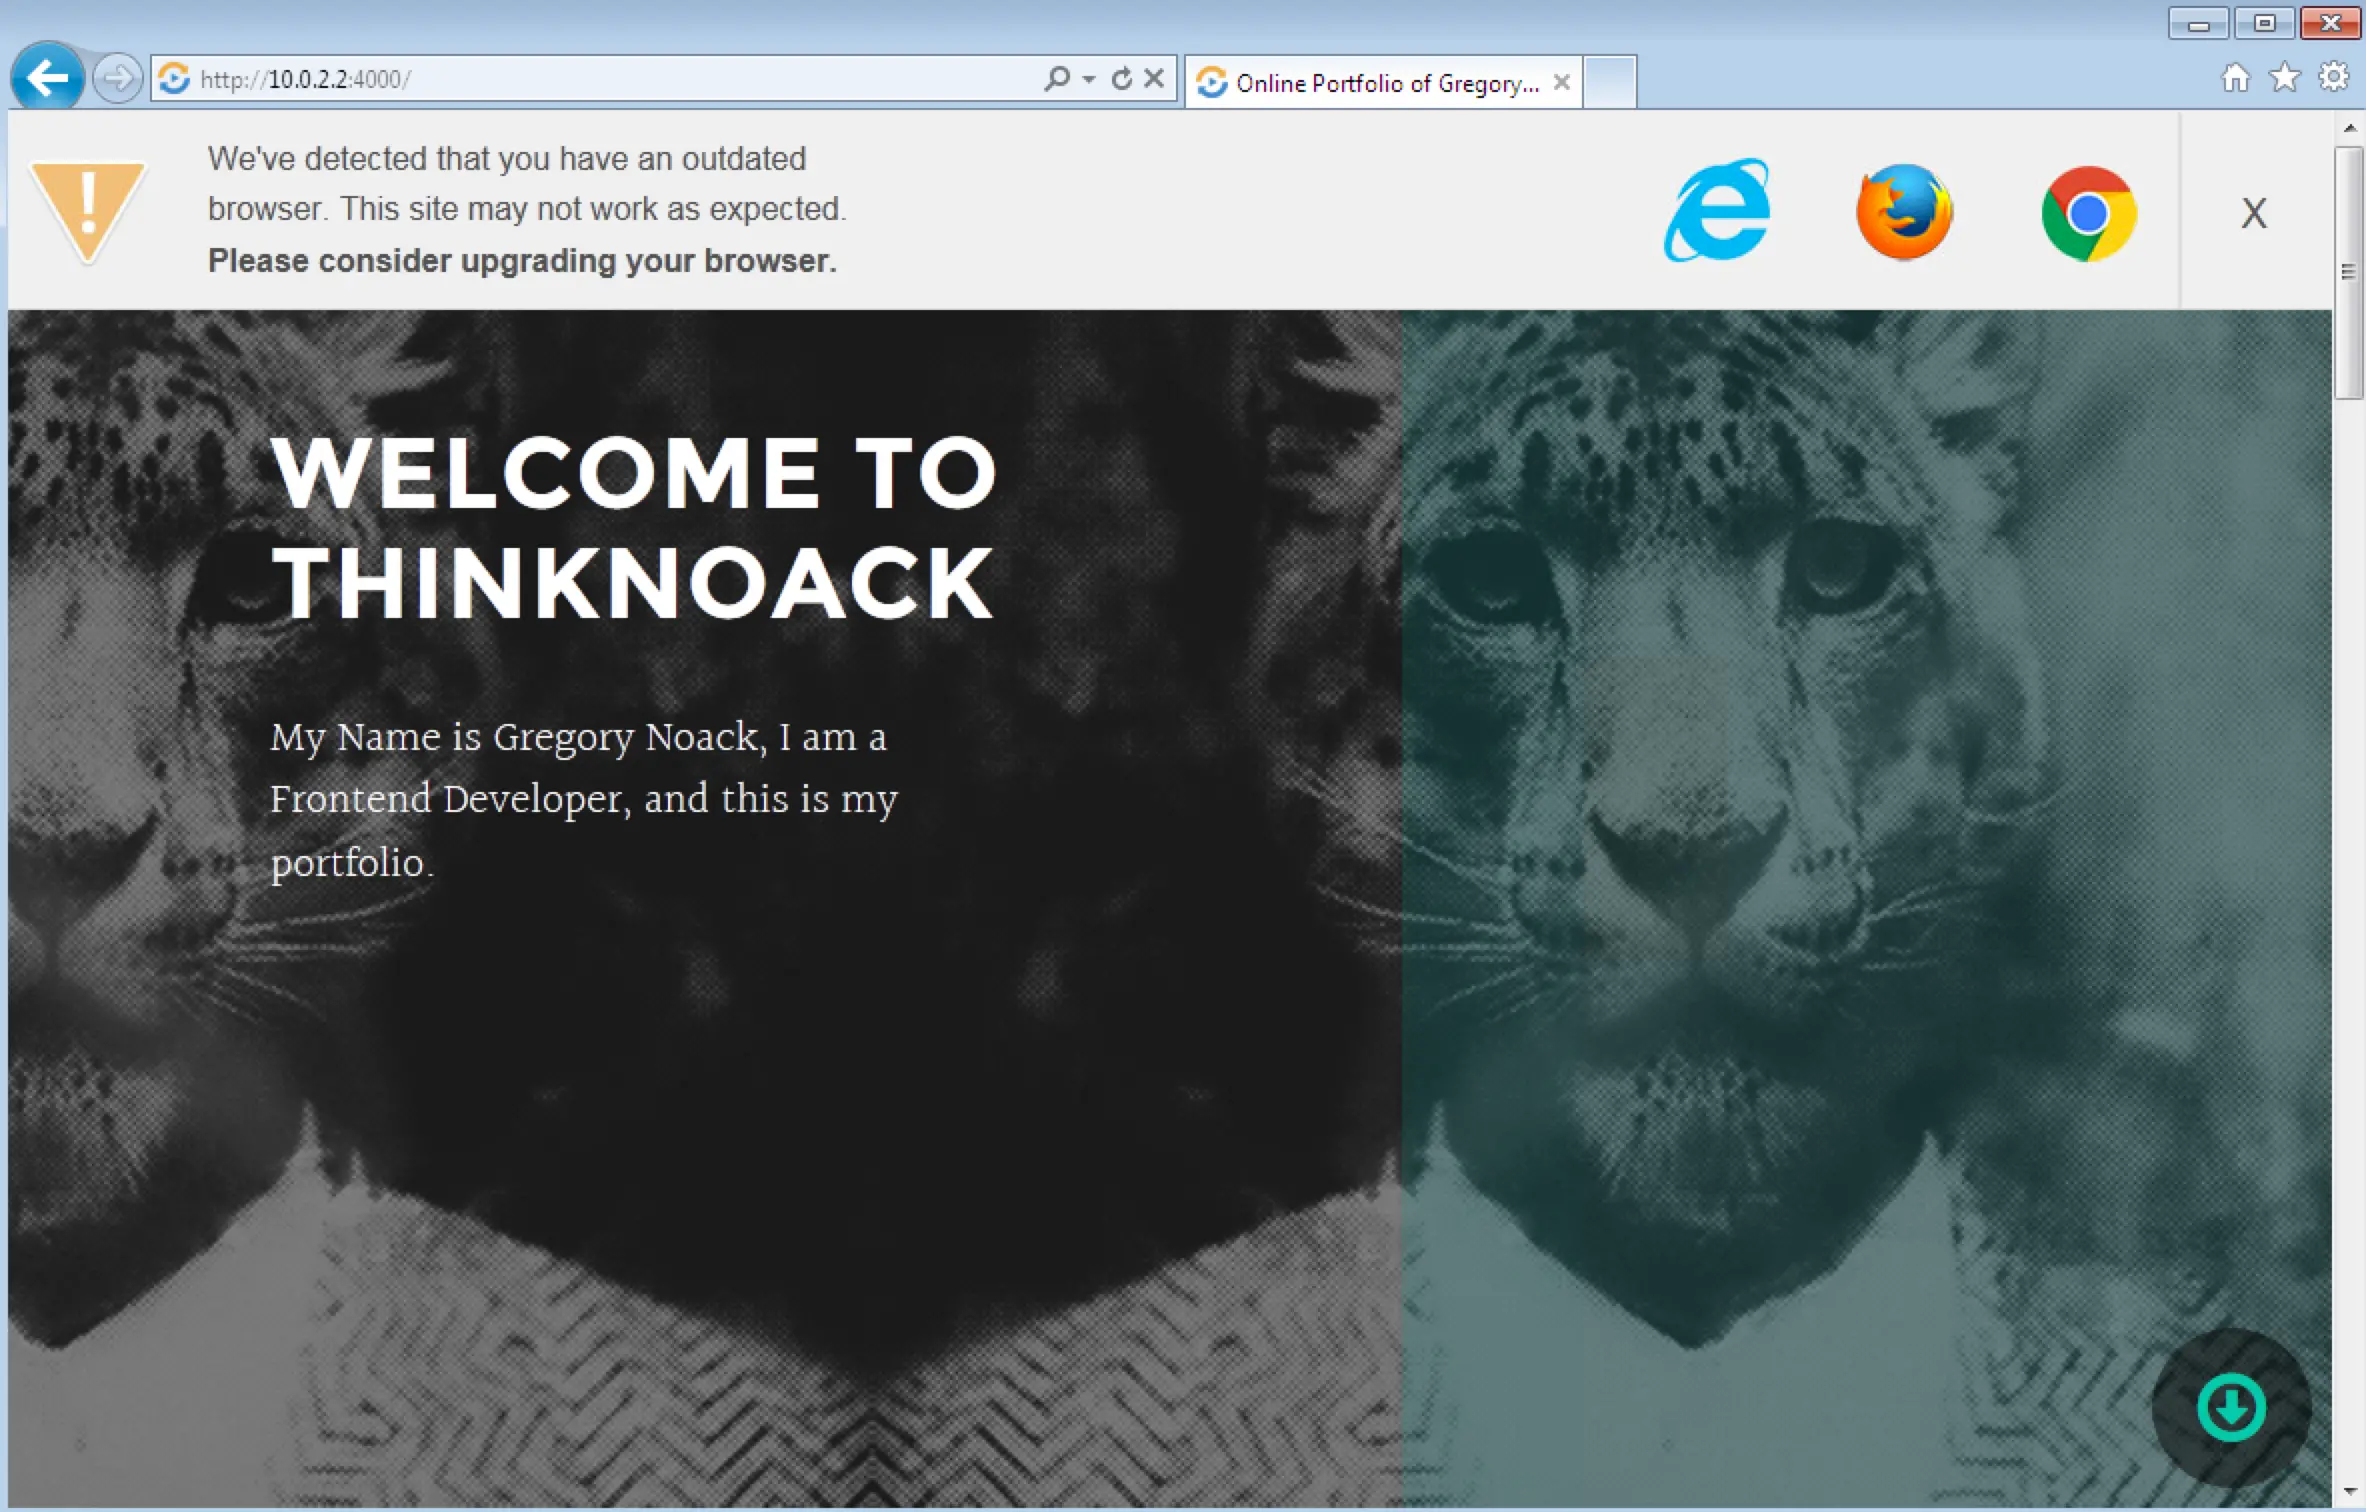 http://10.0.2.2:4000/
Online Portfolio of Gregory...
We've detected that you have an outdated
browser. This site may not work as expected.
Please consider upgrading your browser.
X
WELCOME TO
THINKNOACK
My Name is Gregory Noack, I am a
Frontend Developer, and this is my
portfolio.